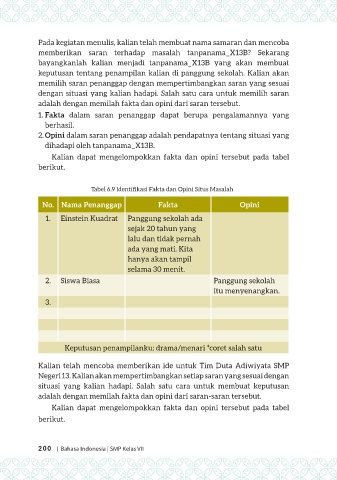 Pada kegiatan menulis, kalian telah membuat nama samaran dan mencoba
memberikan saran terhadap masalah tanpanama_X13B? Sekarang
bayangkanlah kalian menjadi tanpanama_X13B yang akan membuat
keputusan tentang penampilan kalian di panggung sekolah. Kalian akan
memilih saran penanggap dengan mempertimbangkan saran yang sesuai
dengan situasi yang kalian hadapi. Salah satu cara untuk memilih saran
adalah dengan memilah fakta dan opini dari saran tersebut.
1. Fakta dalam saran penanggap dapat berupa pengalamannya yang
berhasil.
2. Opini dalam saran penanggap adalah pendapatnya tentang situasi yang
dihadapi oleh tanpanama_X13B.
Kalian dapat mengelompokkan fakta dan opini tersebut pada tabel
berikut.
Tabel 6.9 Identifikasi Fakta dan Opini Situs Masalah
No. Nama Penanggap Fakta Opini
1. Einstein Kuadrat Panggung sekolah ada
sejak 20 tahun yang
lalu dan tidak pernah
ada yang mati. Kita
hanya akan tampil
selama 30 menit.
2. Siswa Biasa Panggung sekolah
itu menyenangkan.
3.
Keputusan penampilanku: drama/menari *coret salah satu
Kalian telah mencoba memberikan ide untuk Tim Duta Adiwiyata SMP
Negeri 13. Kalian akan mempertimbangkan setiap saran yang sesuai dengan
situasi yang kalian hadapi. Salah satu cara untuk membuat keputusan
adalah dengan memilah fakta dan opini dari saran-saran tersebut.
Kalian dapat mengelompokkan fakta dan opini tersebut pada tabel
berikut.
200 | Bahasa Indonesia | SMP Kelas VII